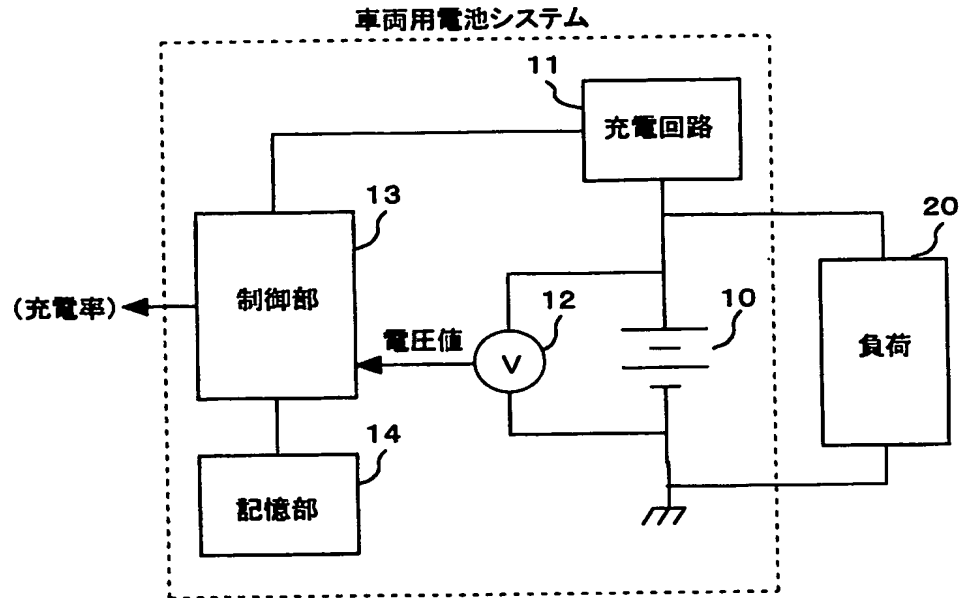 車両用電池システム
11
充電回路
13
制御部
(充電率)
電圧値
12
V
10
20
負荷
14
記憶部